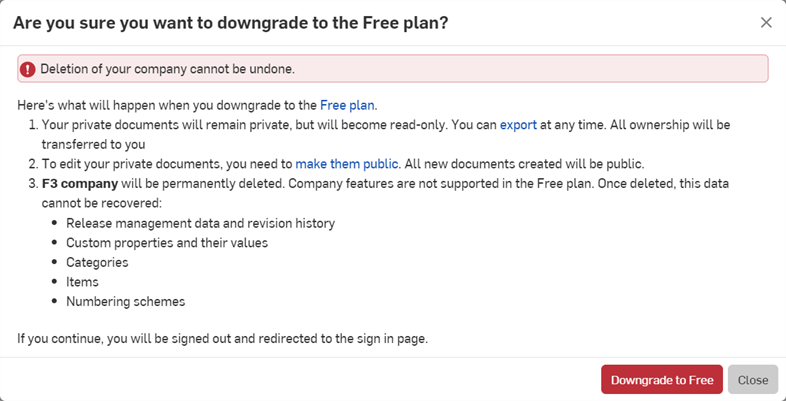 Are you sure you want to downgrade to the Free plan?
Deletion of your company cannot be undone.
Here's what will happen when you downgrade to the Free plan.
1. Your private documents will remain private, but will become read-only. You can export at any time. All ownership will be
transferred to you
2. To edit your private documents, you need to make them public. All new documents created will be public.
3. F3 company will be permanently deleted. Company features are not supported in the Free plan. Once deleted, this data
cannot be recovered:
• Release management data and revision history
• Custom properties and their values
• Categories
• Items
• Numbering schemes
If you continue, you will be signed out and redirected to the sign in page.
Downgrade to Free
Close